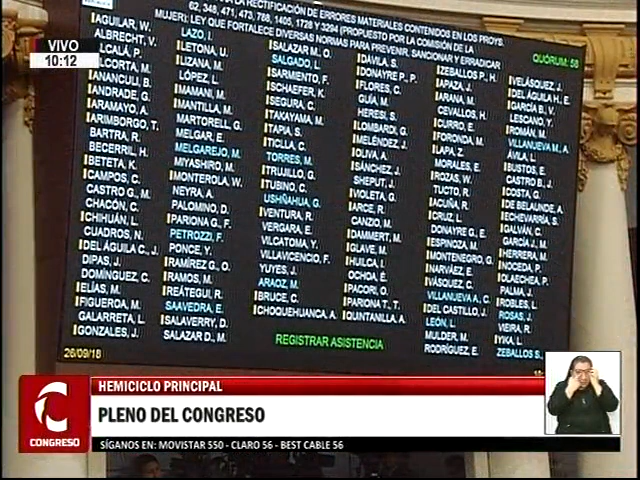 VIVO
10:12
LA RECTIFICACIÓN DE ERRORES MATERIALES CONTENIDOS EN LOS PROYS.
62, 348, 471, 473, 788, 1405, 1728 Y 3294 (PROPUESTO POR LA COMISIÓN DE LA
MUJER): LEY QUE FORTALECE DIVERSAS NORMAS PARA PREVENIR, SANCIONAR Y ERRADICAR
QUÓRUM: 58
AGUILAR, W.
ALBRECHT, V.
ALCALÁ, P.
ALCORTA, M.
ANANCULI, B.
ANDRADE, G.
ARAMAYO, A.
ARIMBORGO, T.
BARTRA, R.
BECERRIL, H.
BETETA, K.
CAMPOS, C.
CASTRO G., M.
CHACÓN, C.
CHIHUÁN, L.
CUADROS, N.
DEL ÁGUILA C., J.
DIPAS, J.
DOMÍNGUEZ, C.
ELÍAS, M.
FIGUEROA, M.
GALARRETA, L.
GONZALES, J.
LAZO, I.
LETONA, U.
LIZANA, M.
LÓPEZ, L.
MAMANI, M.
MANTILLA, M.
MARTORELL, G.
MELGAR, E.
MELGAREJO, M.
MIYASHIRO, M.
MONTEROLA, W.
NEYRA, A.
PALOMINO, D.
PARIONA G., F.
PETROZZI, F.
PONCE, Y.
RAMÍREZ G., O.
RAMOS, M.
REÁTEGUI, R.
SAAVEDRA, E.
SALAVERRY, D.
SALAZAR D., M.
SALAZAR M., O.
SALGADO, L.
SARMIENTO, F.
SCHAEFER, K.
SEGURA, C.
TAKAYAMA, M.
TAPIA, S.
TICLLA, C.
TORRES, M.
TRUJILLO, G.
TUBINO, C.
USHÑAHUA, G.
VENTURA, R.
VERGARA, E.
VILCATOMA, Y.
VILLAVICENCIO, F.
YUYES, J.
ARAOZ, M.
BRUCE, C.
CHOQUEHUANCA, A.
DÁVILA, S.
DONAYRE P., P.
FLORES, C.
GUÍA, M.
HERESI, S.
LOMBARDI, G.
MELÉNDEZ, J.
OLIVA, A.
SÁNCHEZ, J.
SHEPUT, J.
VIOLETA, G.
ARCE, R.
CANZIO, M.
DAMMERT, M.
GLAVE, M.
HUILCA, I.
OCHOA, E.
PACORI, O.
PARIONA T., T.
QUINTANILLA, A.
ZEBALLOS P., H.
APAZA, J.
ARANA, M.
CEVALLOS, H.
CURRO, E.
FORONDA, M.
LAPA, Z.
MORALES, E.
ROZAS, W.
TUCTO, R.
ACUÑA, R.
CRUZ, L.
DONAYRE G., E.
ESPINOZA, M.
MONTENEGRO, G.
NARVÁEZ, E.
VÁSQUEZ, C.
VILLANUEVA A., C.
DEL CASTILLO, J.
LEÓN, L.
MULDER, M.
RODRÍGUEZ, E.
VELÁSQUEZ, J.
DEL ÁGUILA H., E.
GARCÍA B., V.
LESCANO, Y.
ROMÁN, M.
VILLANUEVA M., A.
ÁVILA, L.
BUSTOS, E.
CASTRO B., J.
COSTA, G.
DE BELAUNDE, A.
ECHEVARRÍA, S.
GALVÁN, C.
GARCÍA J., M.
HERRERA, M.
NOCEDA, P.
OLAECHEA, P.
PALMA, J.
ROBLES, L.
ROSAS, J.
VIEIRA, R.
YIKA, L.
ZEBALLOS S.,
REGISTRAR ASISTENCIA
26/09/18
HEMICICLO PRINCIPAL
PLENO DEL CONGRESO
CONGRESO
SÍGANOS EN: MOVISTAR 550 - CLARO 56 - BEST CABLE 56